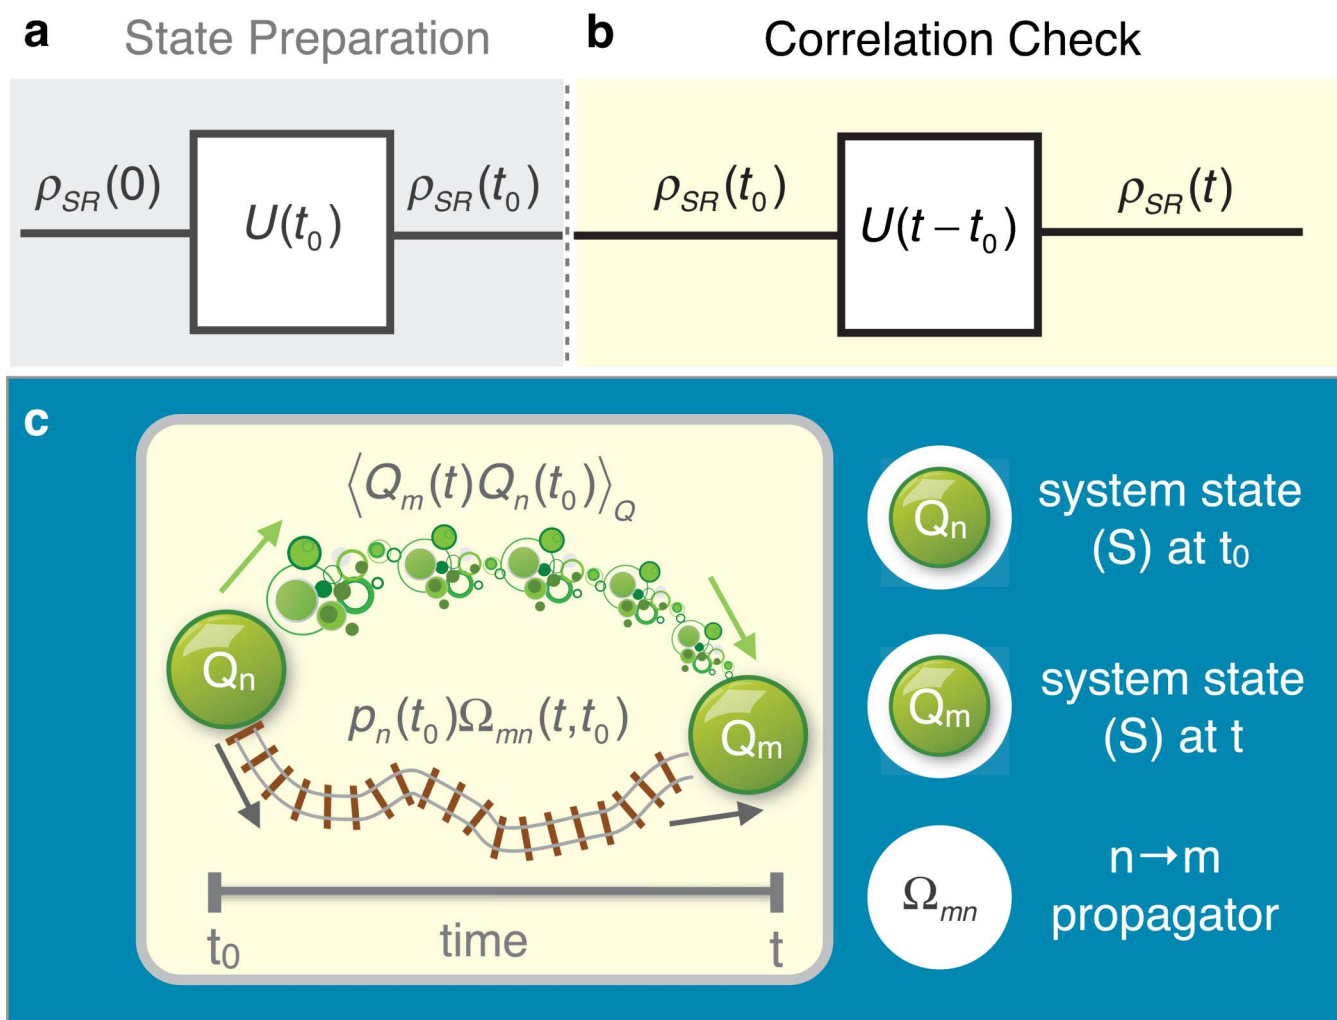 a State Preparation
b Correlation Check
ρSR(0)
U(t0)
ρSR(t0)
ρSR(t0)
U(t − t0)
ρSR(t)
c
⟨Qm(t)Qn(t0)⟩Q
Qn
pn(t0)Ωmn(t,t0)
Qm
t0
time
t
Qn
system state
(S) at t0
Qm
system state
(S) at t
Ωmn
n→m
propagator